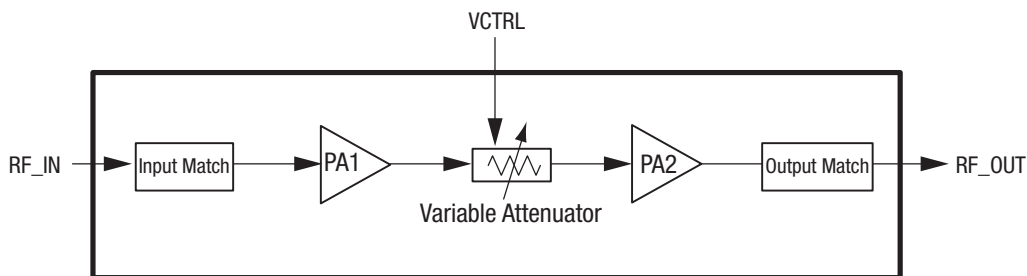 VCTRL
RF_IN
Input Match
PA1
PA2
Output Match
RF_OUT
Variable Attenuator